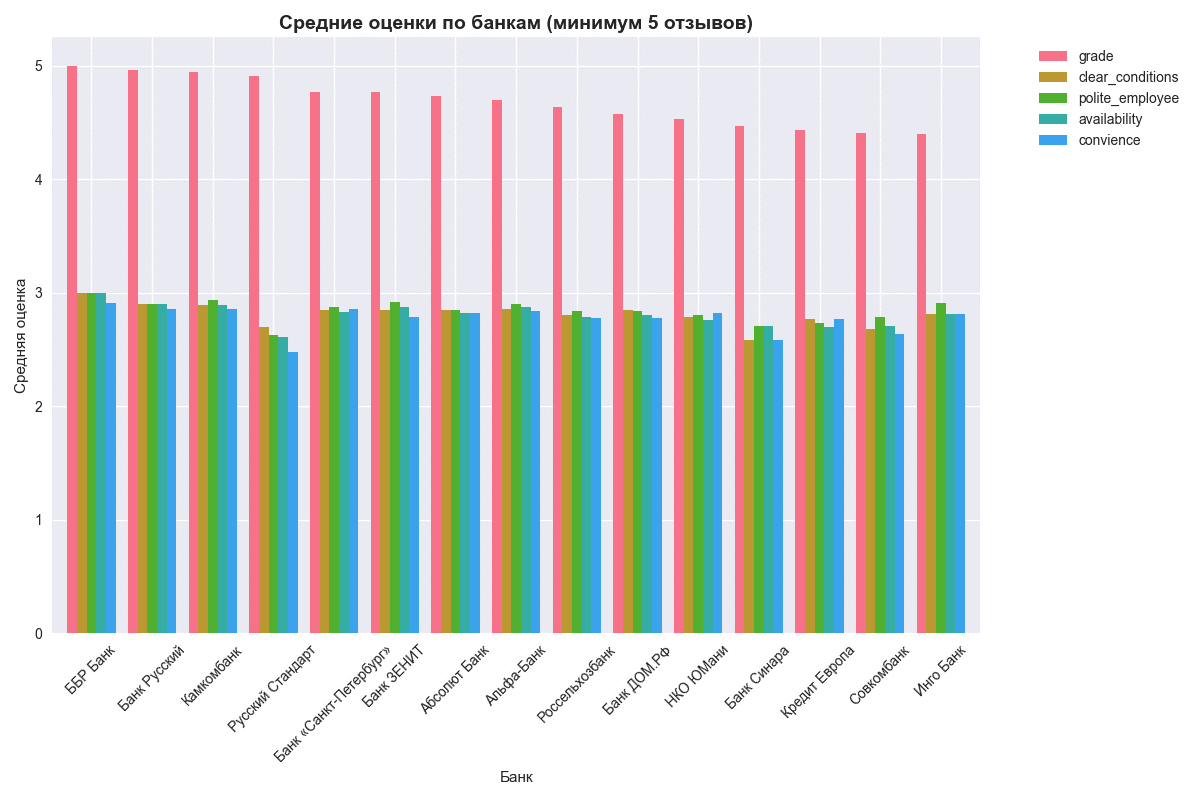 Средние оценки по банкам (минимум 5 отзывов)
grade
clear_conditions
polite_employee
availability
convience
Средняя оценка
5
4
3
2
1
0
ББР Банк
Банк Русский
Камкомбанк
Русский Стандарт
Банк «Санкт-Петербург»
Банк ЗЕНИТ
Абсолют Банк
Альфа-Банк
Россельхозбанк
Банк ДОМ.РФ
НКО ЮМани
Банк Синара
Кредит Европа
Совкомбанк
Инго Банк
Банк